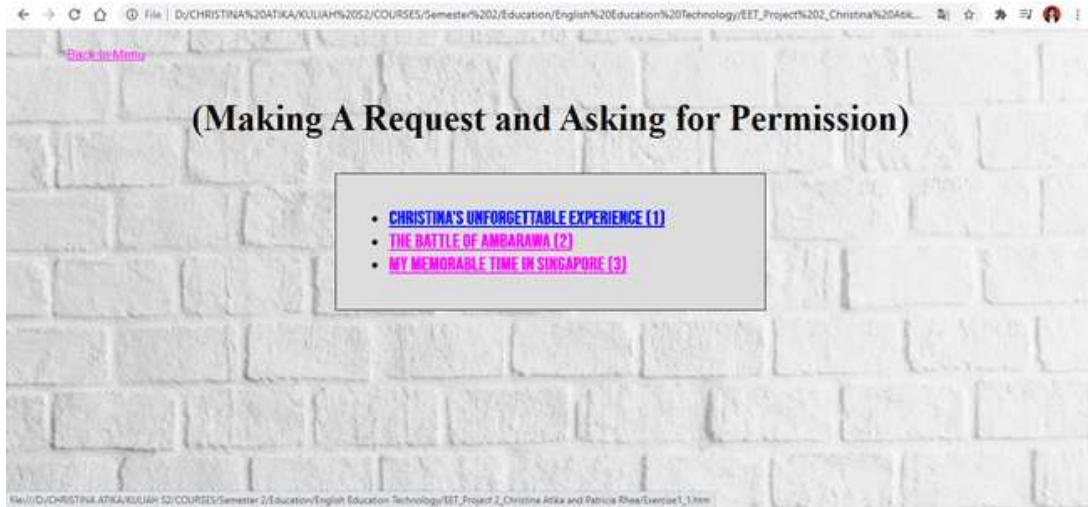 File | D:/CHRISTINA%20ATIKA/KULIAH%20S2/COURSES/Semester%202/Education/English%20Education%20Technology/EET_Project%202_Christina%20Atik...
Back to Menu
(Making A Request and Asking for Permission)
• CHRISTINA'S UNFORGETTABLE EXPERIENCE (1)
• THE BATTLE OF AMBARAWA (2)
• MY MEMORABLE TIME IN SINGAPORE (3)
file:///D:/CHRISTINA ATIKA/KULIAH S2/COURSES/Semester 2/Education/English Education Technology/EET_Project 2_Christina Atika and Patricia Rhea/Exercise1_1.htm